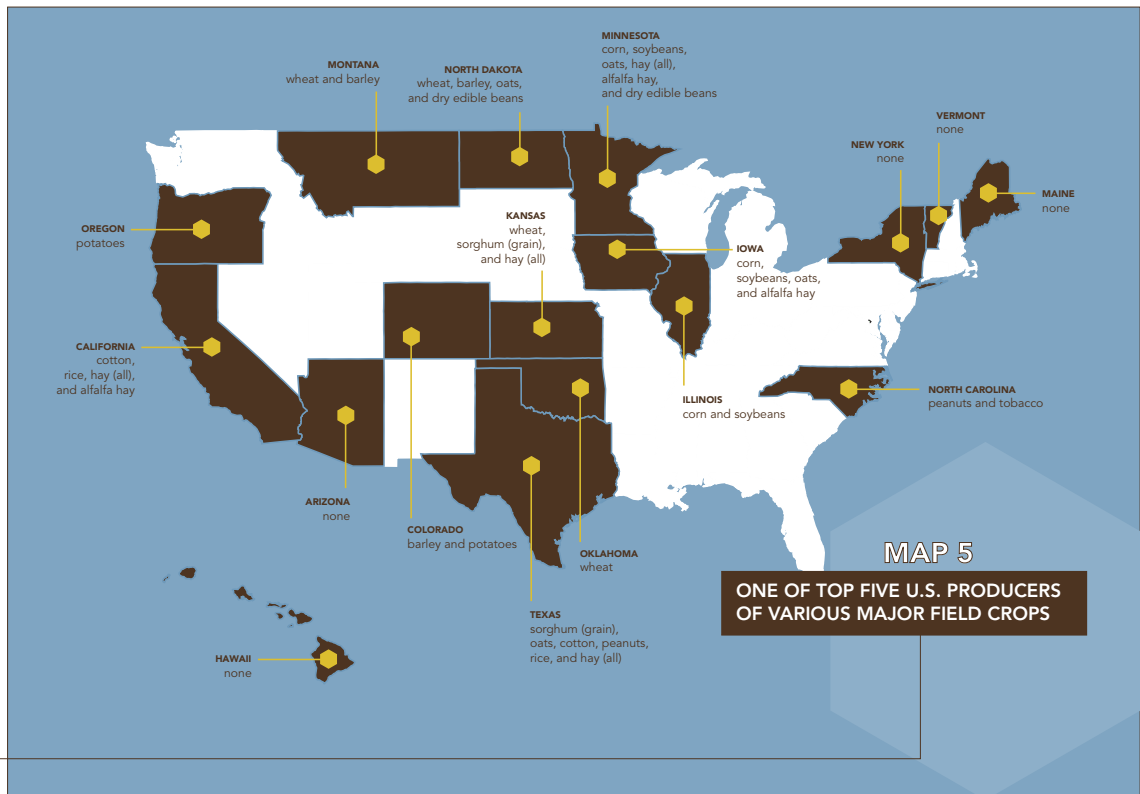 MINNESOTA
corn, soybeans,
oats, hay (all),
alfalfa hay,
and dry edible beans
MONTANA
wheat and barley
NORTH DAKOTA
wheat, barley, oats,
and dry edible beans
VERMONT
none
NEW YORK
none
MAINE
none
OREGON
potatoes
KANSAS
wheat,
sorghum (grain),
and hay (all)
IOWA
corn,
soybeans, oats,
and alfalfa hay
CALIFORNIA
cotton,
rice, hay (all),
and alfalfa hay
ILLINOIS
corn and soybeans
NORTH CAROLINA
peanuts and tobacco
ARIZONA
none
COLORADO
barley and potatoes
OKLAHOMA
wheat
TEXAS
sorghum (grain),
oats, cotton, peanuts,
rice, and hay (all)
HAWAII
none
MAP 5
ONE OF TOP FIVE U.S. PRODUCERS
OF VARIOUS MAJOR FIELD CROPS